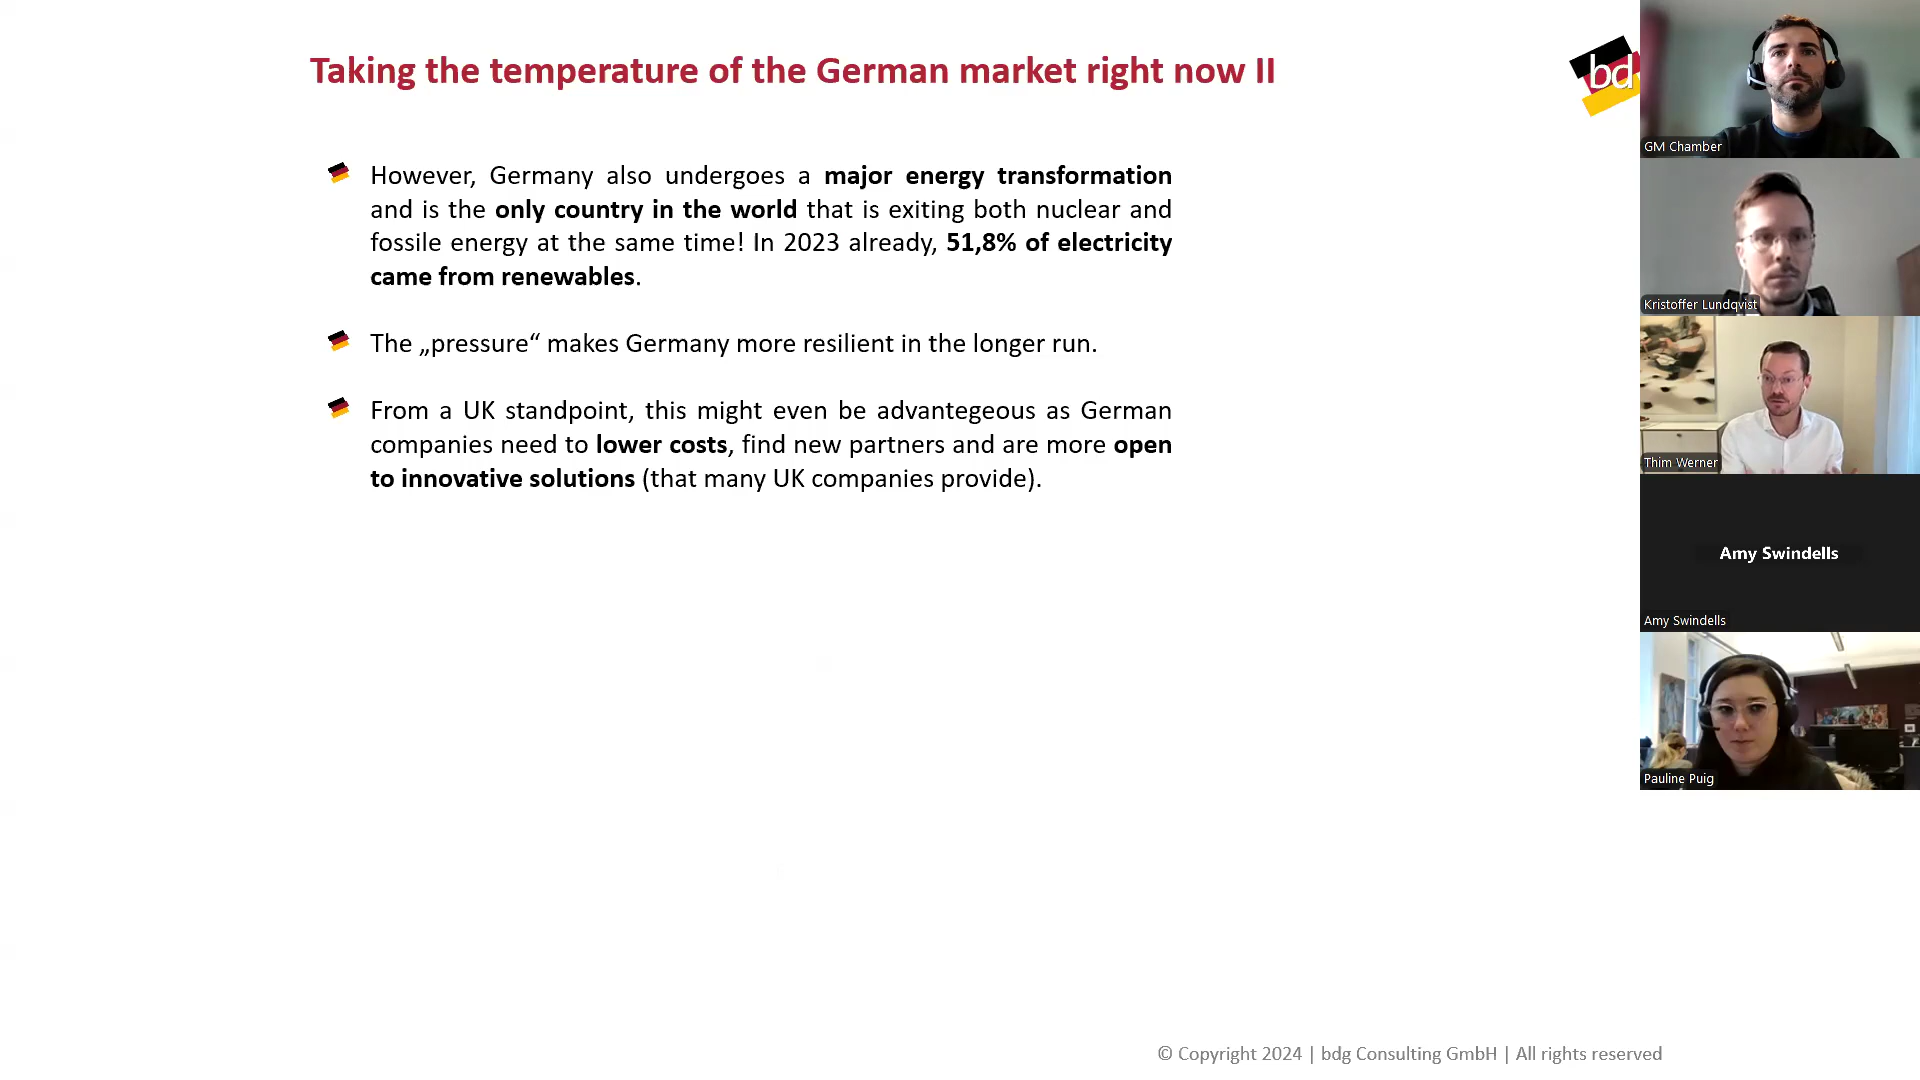 Taking the temperature of the German market right now II
bd
However, Germany also undergoes a major energy transformation
and is the only country in the world that is exiting both nuclear and
fossile energy at the same time! In 2023 already, 51,8% of electricity
came from renewables.
The „pressure“ makes Germany more resilient in the longer run.
From a UK standpoint, this might even be advantegeous as German
companies need to lower costs, find new partners and are more open
to innovative solutions (that many UK companies provide).
© Copyright 2024 | bdg Consulting GmbH | All rights reserved
GM Chamber
Kristoffer Lundqvist
Thim Werner
Amy Swindells
Amy Swindells
Pauline Puig